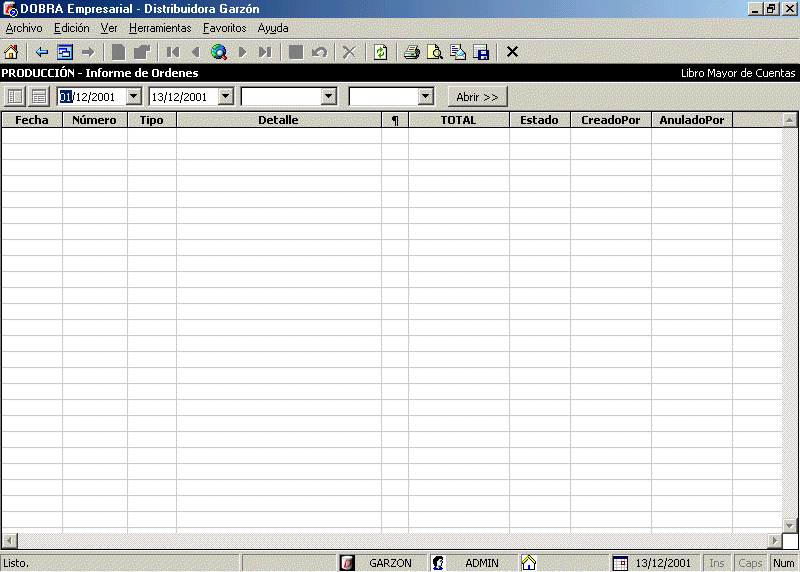 DOBRA Empresarial - Distribuidora Garzón
Archivo Edición Ver Herramientas Favoritos Ayuda
PRODUCCIÓN - Informe de Ordenes Libro Mayor de Cuentas
01/12/2001 13/12/2001 Abrir >>
Fecha Número Tipo Detalle ¶ TOTAL Estado CreadoPor AnuladoPor
Listo. GARZON ADMIN 13/12/2001 Ins Caps Num